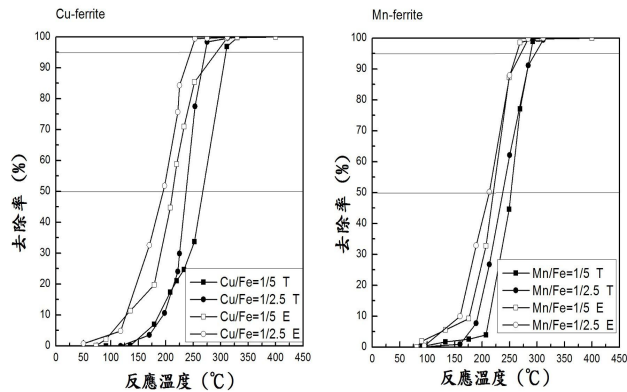 Cu-ferrite
100
90
80
70
60
50
40
30
20
10
0
去除率 (%)
Cu/Fe=1/5 T
Cu/Fe=1/2.5 T
Cu/Fe=1/5 E
Cu/Fe=1/2.5 E
0 50 100 150 200 250 300 350 400 450
反應溫度 (℃)
Mn-ferrite
100
90
80
70
60
50
40
30
20
10
0
去除率 (%)
Mn/Fe=1/5 T
Mn/Fe=1/2.5 T
Mn/Fe=1/5 E
Mn/Fe=1/2.5 E
0 50 100 150 200 250 300 350 400 450
反應溫度 (℃)